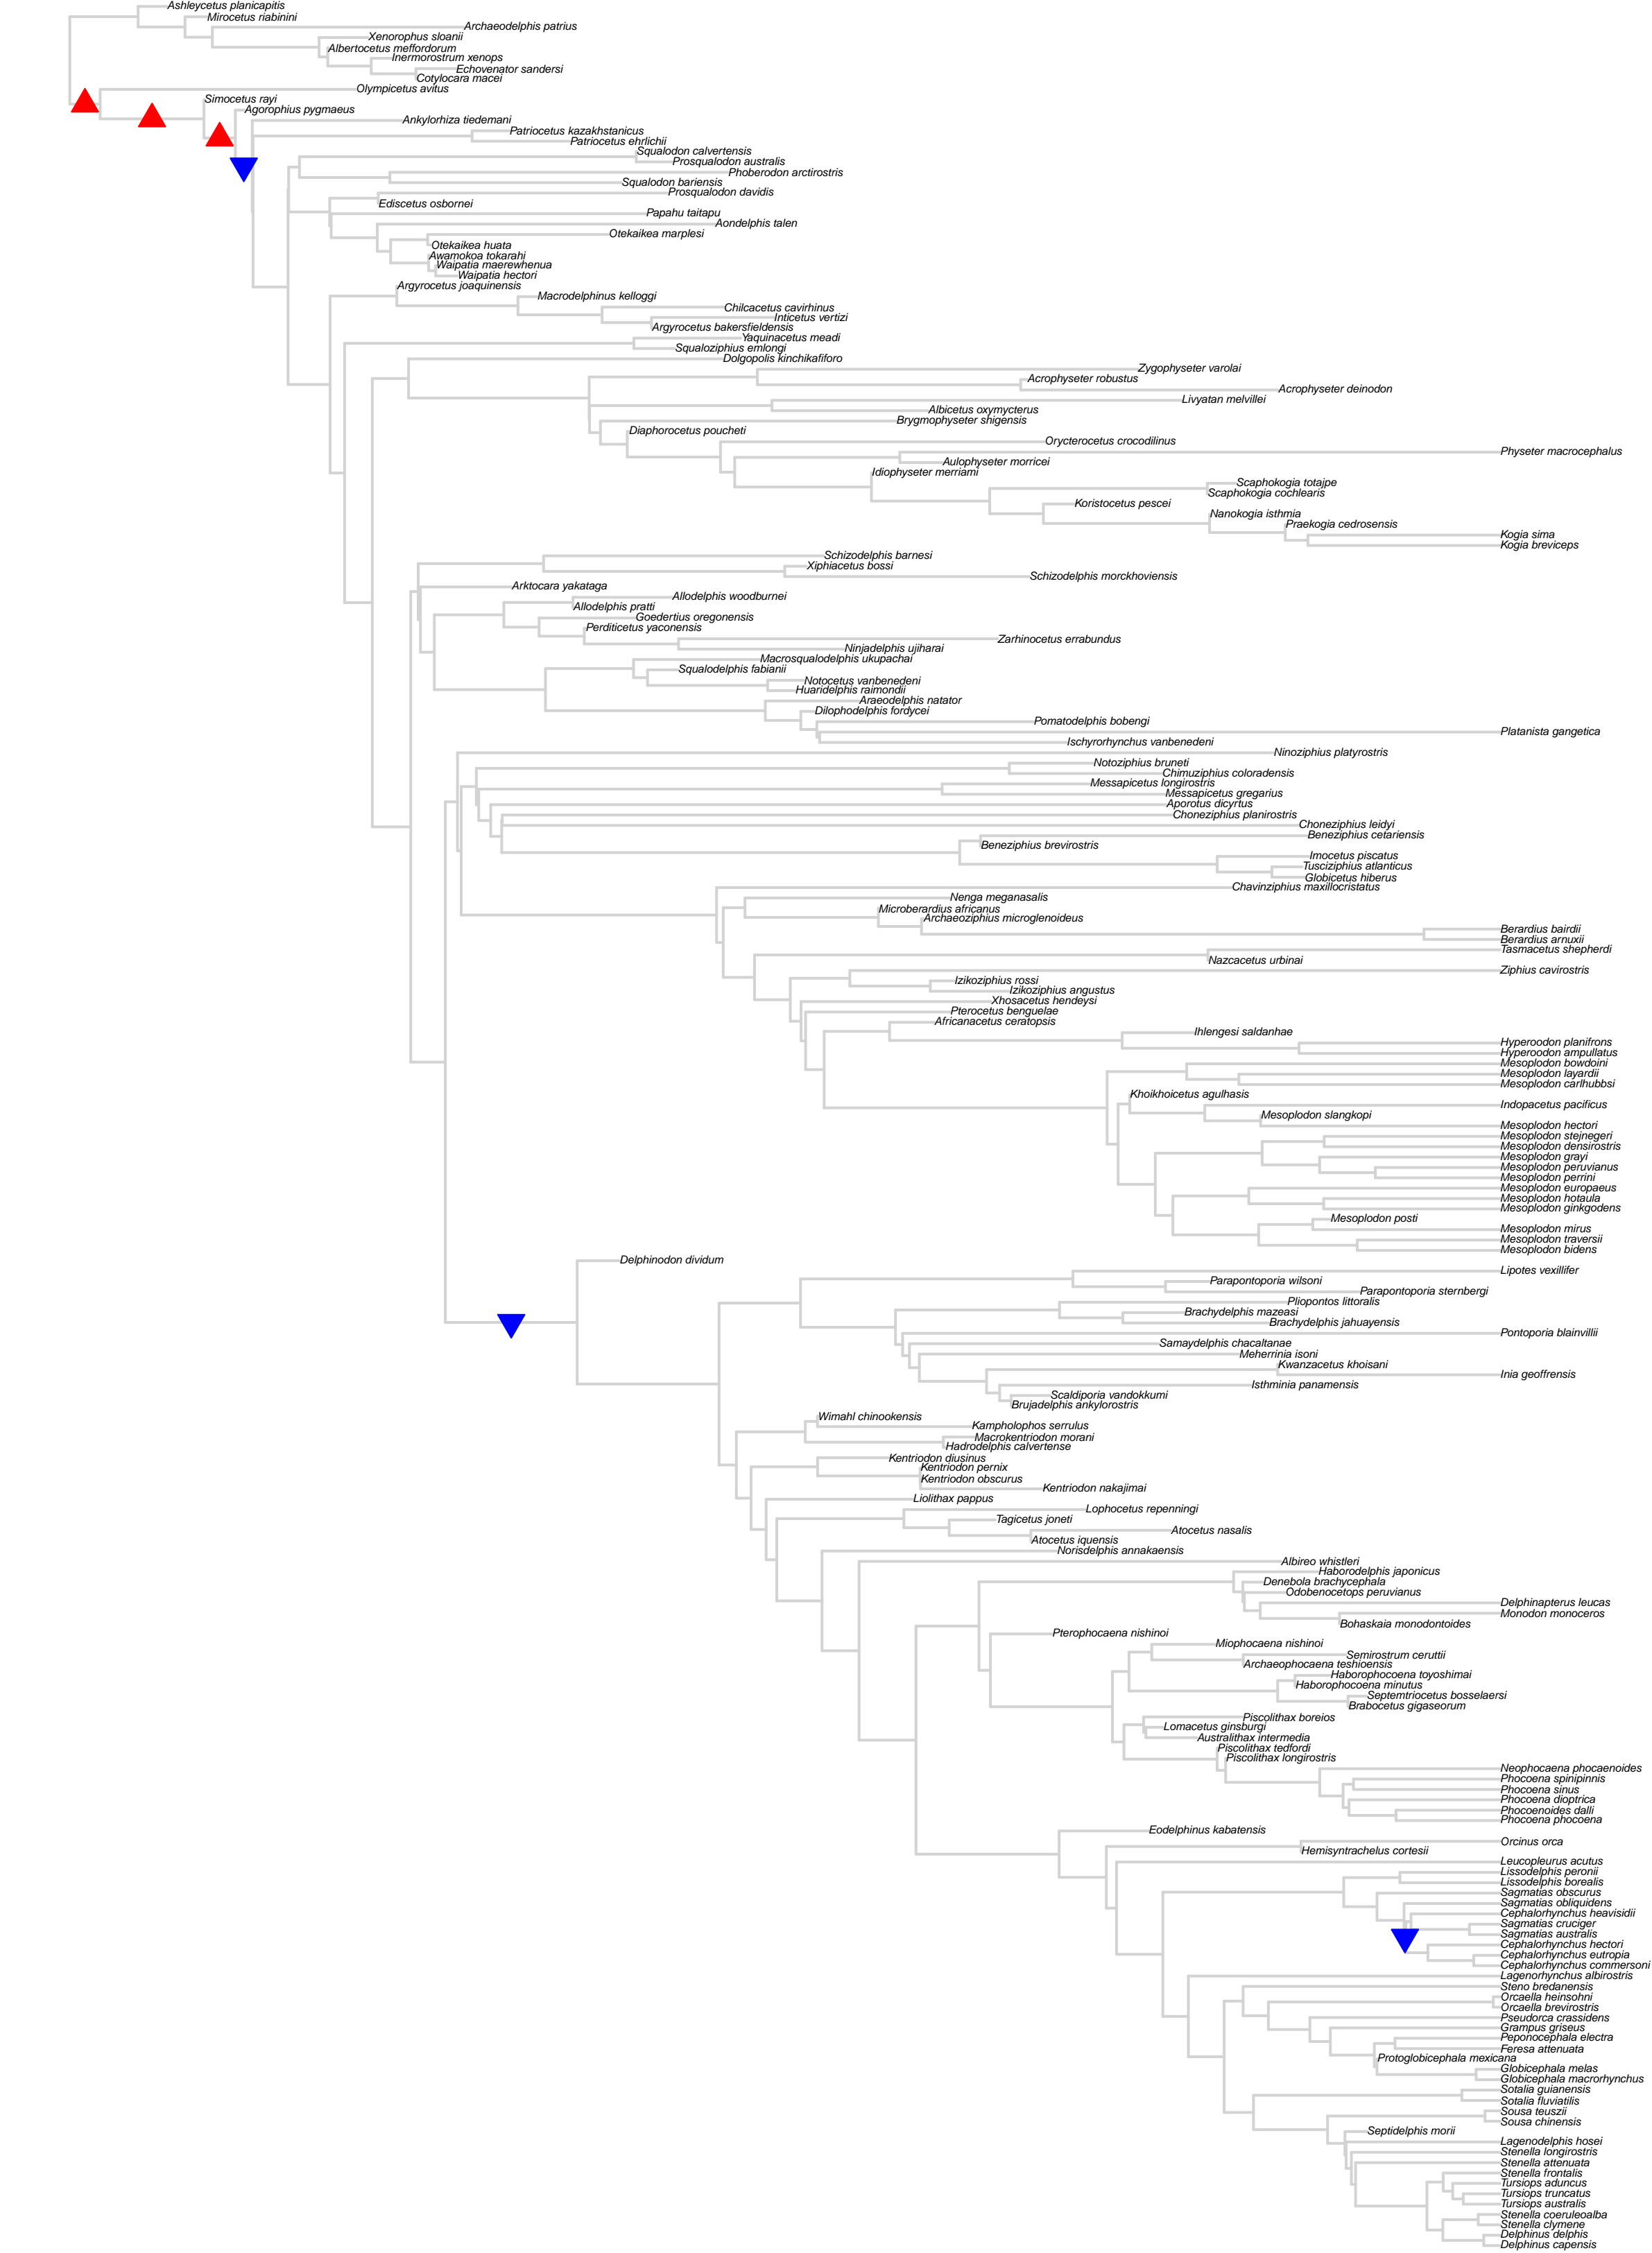 Ashleycetus planicapitis
Mirocetus riabinini
Archaeodelphis patrius
Xenorophus sloanii
Albertocetus meffordorum
Inermorostrum xenops
Echovenator sandersi
Cotylocara macei
Olympicetus avitus
Simocetus rayi
Agorophius pygmaeus
Ankylorhiza tiedemani
Patriocetus kazakhstanicus
Patriocetus ehrlichii
Squalodon calvertensis
Prosqualodon australis
Phoberodon arctirostris
Squalodon bariensis
Prosqualodon davidis
Ediscetus osbornei
Papahu taitapu
Aondelphis talen
Otekaikea marplesi
Otekaikea huata
Awamokoa tokarahi
Waipatia maerewhenua
Waipatia hectori
Argyrocetus joaquinensis
Macrodelphinus kelloggi
Chilcacetus cavirhinus
Inticetus vertizi
Argyrocetus bakersfieldensis
Yaquinacetus meadi
Squaloziphius emlongi
Dolgopolis kinchikafiforo
Zygophyseter varolai
Acrophyseter robustus
Acrophyseter deinodon
Livyatan melvillei
Albicetus oxymycterus
Brygmophyseter shigensis
Diaphorocetus poucheti
Orycterocetus crocodilinus
Physeter macrocephalus
Aulophyseter morricei
Idiophyseter merriami
Scaphokogia totajpe
Scaphokogia cochlearis
Koristocetus pescei
Nanokogia isthmia
Praekogia cedrosensis
Kogia sima
Kogia breviceps
Schizodelphis barnesi
Xiphiacetus bossi
Schizodelphis morckhoviensis
Arktocara yakataga
Allodelphis woodburnei
Allodelphis pratti
Goedertius oregonensis
Perditicetus yaconensis
Zarhinocetus errabundus
Ninjadelphis ujiharai
Macrosqualodelphis ukupachai
Squalodelphis fabianii
Notocetus vanbenedeni
Huaridelphis raimondii
Araeodelphis natator
Dilophodelphis fordycei
Pomatodelphis bobengi
Platanista gangetica
Ischyrorhynchus vanbenedeni
Ninoziphius platyrostris
Notoziphius bruneti
Chimuziphius coloradensis
Messapicetus longirostris
Messapicetus gregarius
Aporotus dicyrtus
Choneziphius planirostris
Choneziphius leidyi
Beneziphius cetariensis
Beneziphius brevirostris
Imocetus piscatus
Tusciziphius atlanticus
Globicetus hiberus
Chavinziphius maxillocristatus
Nenga meganasalis
Microberardius africanus
Archaeoziphius microglenoideus
Berardius bairdii
Berardius arnuxii
Tasmacetus shepherdi
Nazcacetus urbinai
Ziphius cavirostris
Izikoziphius rossi
Izikoziphius angustus
Xhosacetus hendeysi
Pterocetus benguelae
Africanacetus ceratopsis
Ihlengesi saldanhae
Hyperoodon planifrons
Hyperoodon ampullatus
Mesoplodon bowdoini
Mesoplodon layardii
Mesoplodon carlhubbsi
Khoikhoicetus agulhasis
Indopacetus pacificus
Mesoplodon slangkopi
Mesoplodon hectori
Mesoplodon stejnegeri
Mesoplodon densirostris
Mesoplodon grayi
Mesoplodon peruvianus
Mesoplodon perrini
Mesoplodon europaeus
Mesoplodon hotaula
Mesoplodon ginkgodens
Mesoplodon posti
Mesoplodon mirus
Mesoplodon traversii
Mesoplodon bidens
Delphinodon dividum
Lipotes vexillifer
Parapontoporia wilsoni
Parapontoporia sternbergi
Pliopontos littoralis
Brachydelphis mazeasi
Brachydelphis jahuayensis
Pontoporia blainvillii
Samaydelphis chacaltanae
Meherrinia isoni
Kwanzacetus khoisani
Inia geoffrensis
Isthminia panamensis
Scaldiporia vandokkumi
Brujadelphis ankylorostris
Wimahl chinookensis
Kampholophos serrulus
Macrokentriodon morani
Hadrodelphis calvertense
Kentriodon diusinus
Kentriodon pernix
Kentriodon obscurus
Kentriodon nakajimai
Liolithax pappus
Lophocetus repenningi
Tagicetus joneti
Atocetus nasalis
Atocetus iquensis
Norisdelphis annakaensis
Albireo whistleri
Haborodelphis japonicus
Denebola brachycephala
Odobenocetops peruvianus
Delphinapterus leucas
Monodon monoceros
Bohaskaia monodontoides
Pterophocaena nishinoi
Miophocaena nishinoi
Semirostrum ceruttii
Archaeophocaena teshioensis
Haborophocoena toyoshimai
Haborophocoena minutus
Septemtriocetus bosselaersi
Brabocetus gigaseorum
Piscolithax boreios
Lomacetus ginsburgi
Australithax intermedia
Piscolithax tedfordi
Piscolithax longirostris
Neophocaena phocaenoides
Phocoena spinipinnis
Phocoena sinus
Phocoena dioptrica
Phocoenoides dalli
Phocoena phocoena
Eodelphinus kabatensis
Orcinus orca
Hemisyntrachelus cortesii
Leucopleurus acutus
Lissodelphis peronii
Lissodelphis borealis
Sagmatias obscurus
Sagmatias obliquidens
Cephalorhynchus heavisidii
Sagmatias cruciger
Sagmatias australis
Cephalorhynchus hectori
Cephalorhynchus eutropia
Cephalorhynchus commersoni
Lagenorhynchus albirostris
Steno bredanensis
Orcaella heinsohni
Orcaella brevirostris
Pseudorca crassidens
Grampus griseus
Peponocephala electra
Feresa attenuata
Protoglobicephala mexicana
Globicephala melas
Globicephala macrorhynchus
Sotalia guianensis
Sotalia fluviatilis
Sousa teuszii
Sousa chinensis
Septidelphis morii
Lagenodelphis hosei
Stenella longirostris
Stenella attenuata
Stenella frontalis
Tursiops aduncus
Tursiops truncatus
Tursiops australis
Stenella coeruleoalba
Stenella clymene
Delphinus delphis
Delphinus capensis